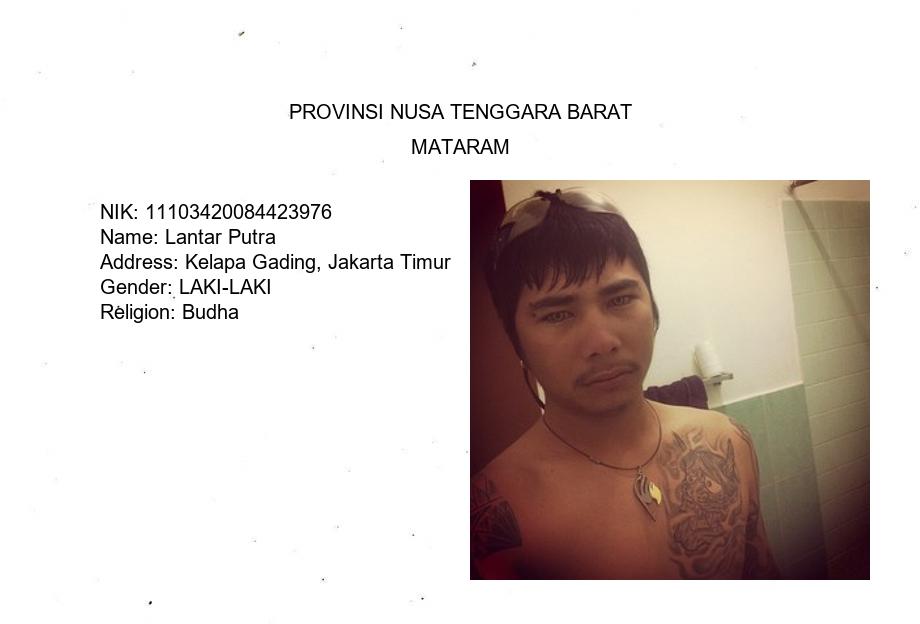 PROVINSI NUSA TENGGARA BARAT
MATARAM
NIK: 11103420084423976
Name: Lantar Putra
Address: Kelapa Gading, Jakarta Timur
Gender: LAKI-LAKI
Religion: Budha